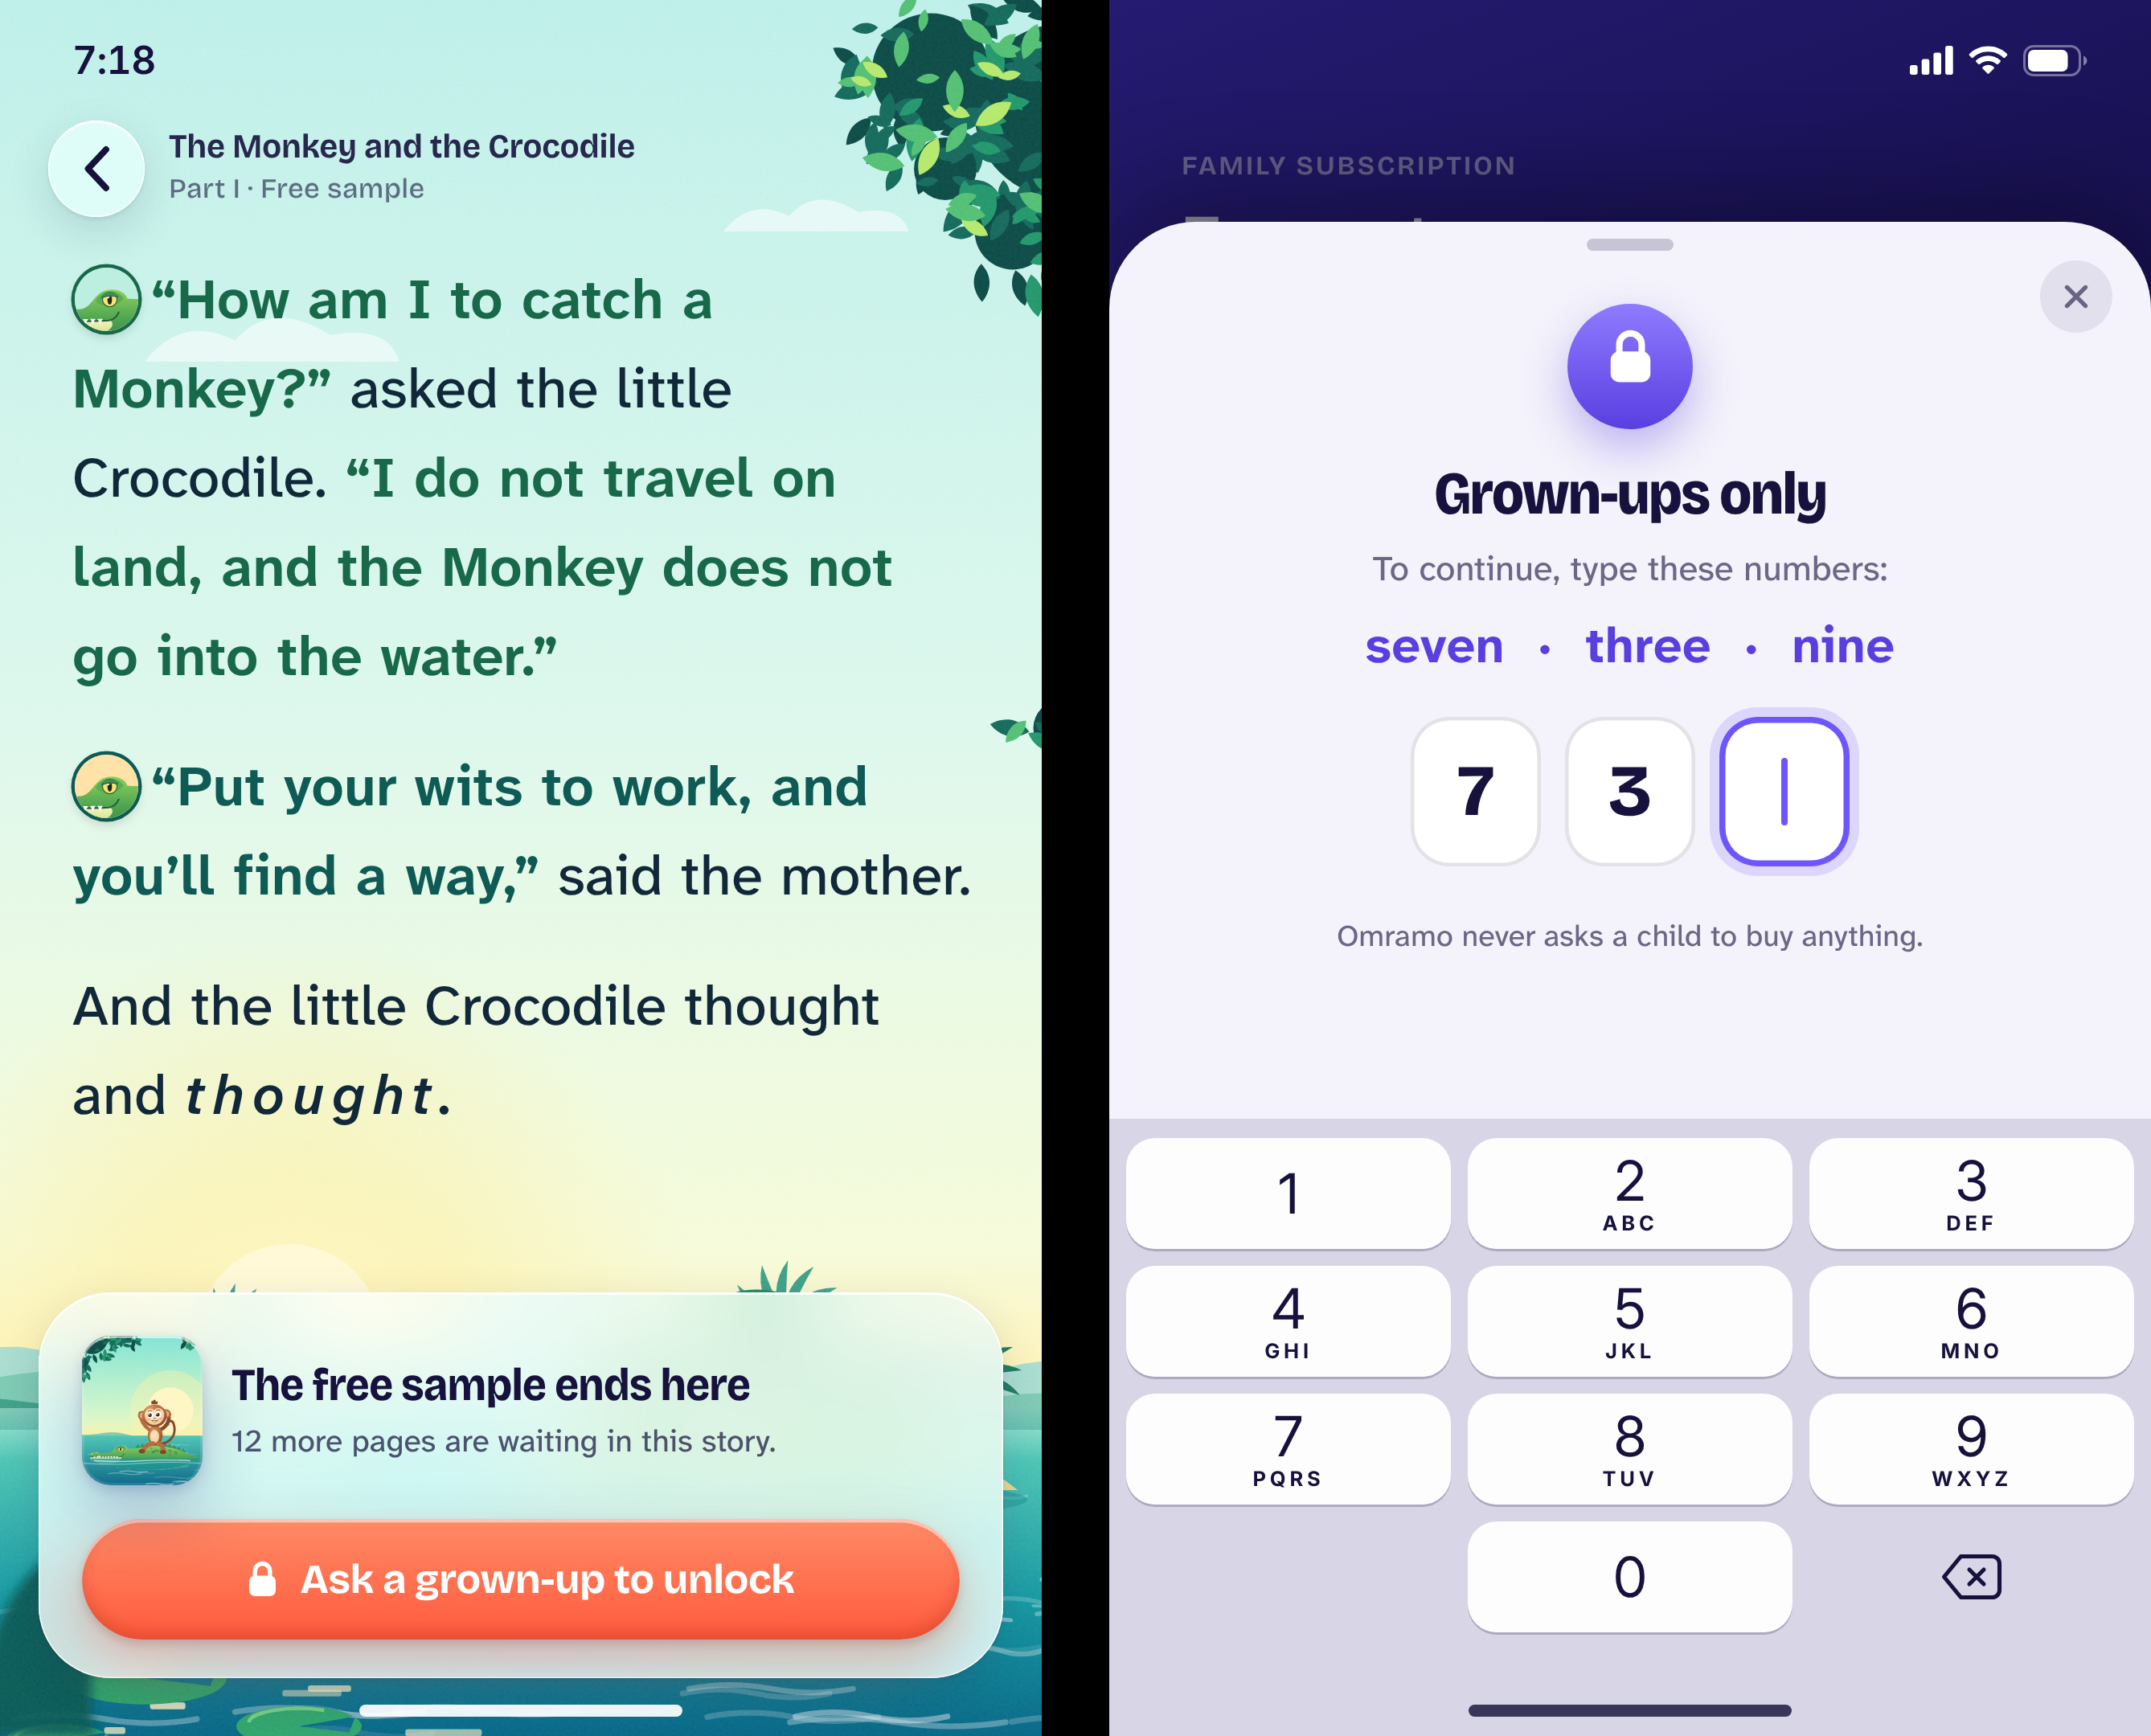 7:18
The Monkey and the Crocodile
Part I · Free sample
“How am I to catch a
Monkey?” asked the little
Crocodile. “I do not travel on
land, and the Monkey does not
go into the water.”
“Put your wits to work, and
you’ll find a way,” said the mother.
And the little Crocodile thought
and thought.
The free sample ends here
12 more pages are waiting in this story.
Ask a grown-up to unlock
FAMILY SUBSCRIPTION
Grown-ups only
To continue, type these numbers:
seven · three · nine
7 3
Omramo never asks a child to buy anything.
1 2 3
ABC DEF
4 5 6
GHI JKL MNO
7 8 9
PQRS TUV WXYZ
0